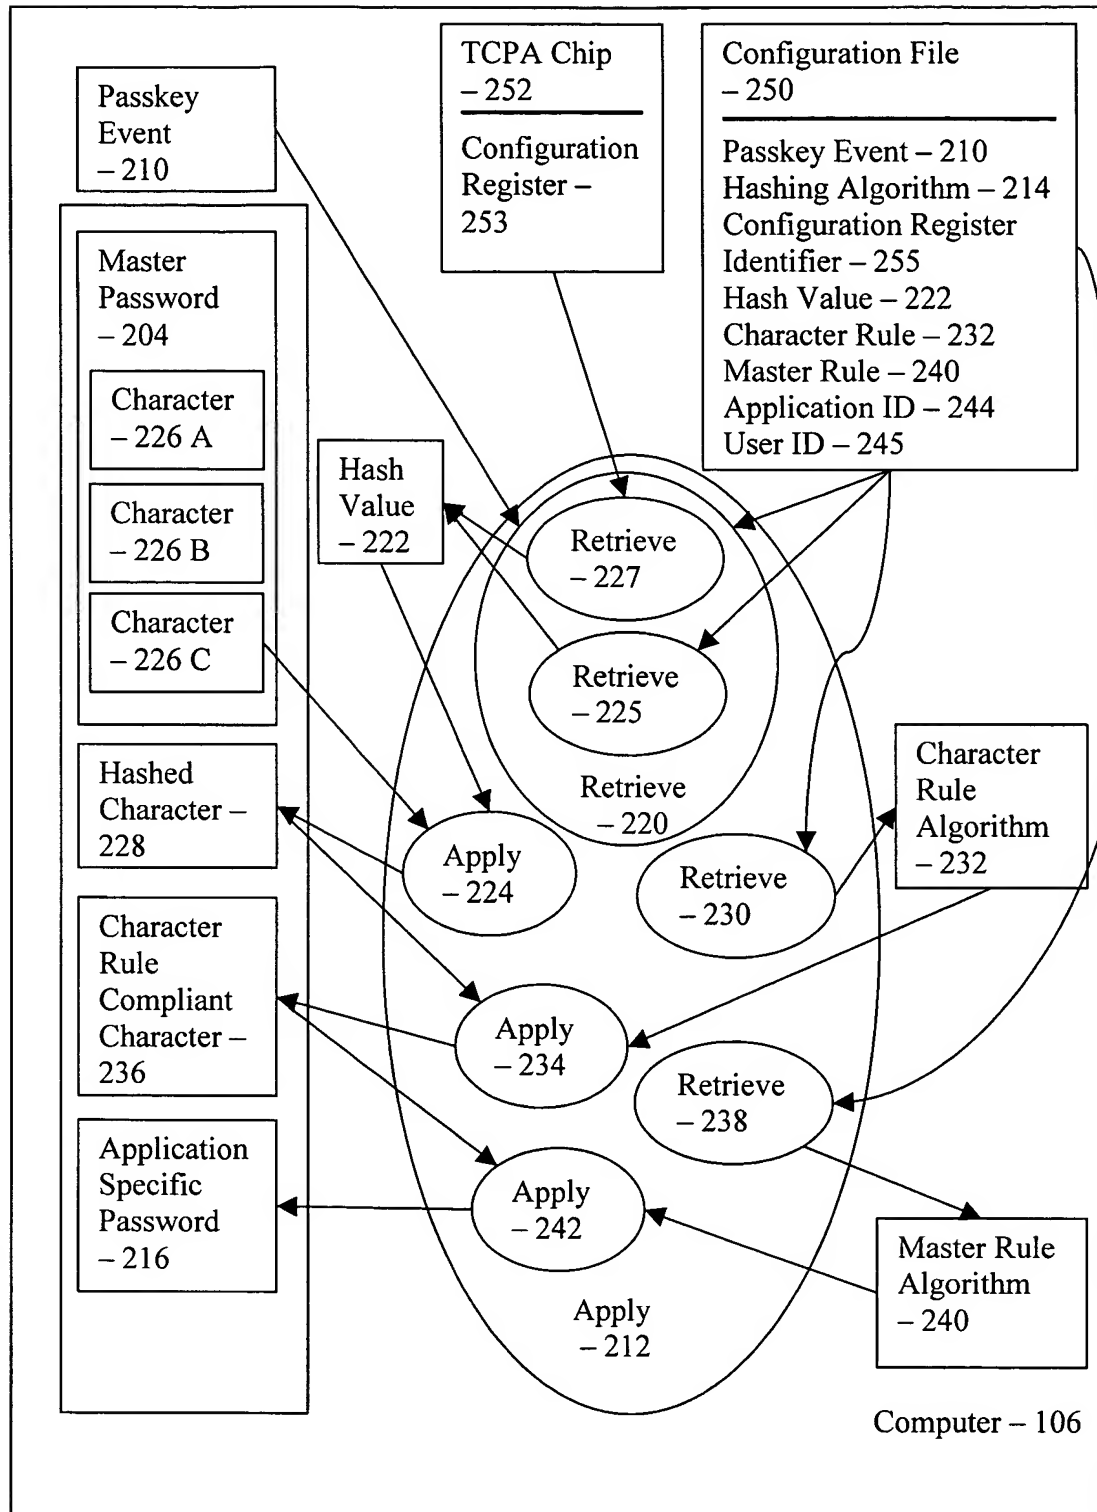 Passkey
Event
– 210
TCPA Chip
– 252
Configuration
Register –
253
Configuration File
– 250
Passkey Event – 210
Hashing Algorithm – 214
Configuration Register
Identifier – 255
Hash Value – 222
Character Rule – 232
Master Rule – 240
Application ID – 244
User ID – 245
Master
Password
– 204
Character
– 226 A
Character
– 226 B
Character
– 226 C
Hash
Value
– 222
Retrieve
– 227
Retrieve
– 225
Retrieve
– 220
Hashed
Character –
228
Apply
– 224
Retrieve
– 230
Character
Rule
Algorithm
– 232
Character
Rule
Compliant
Character –
236
Apply
– 234
Retrieve
– 238
Application
Specific
Password
– 216
Apply
– 242
Master Rule
Algorithm
– 240
Apply
– 212
Computer – 106